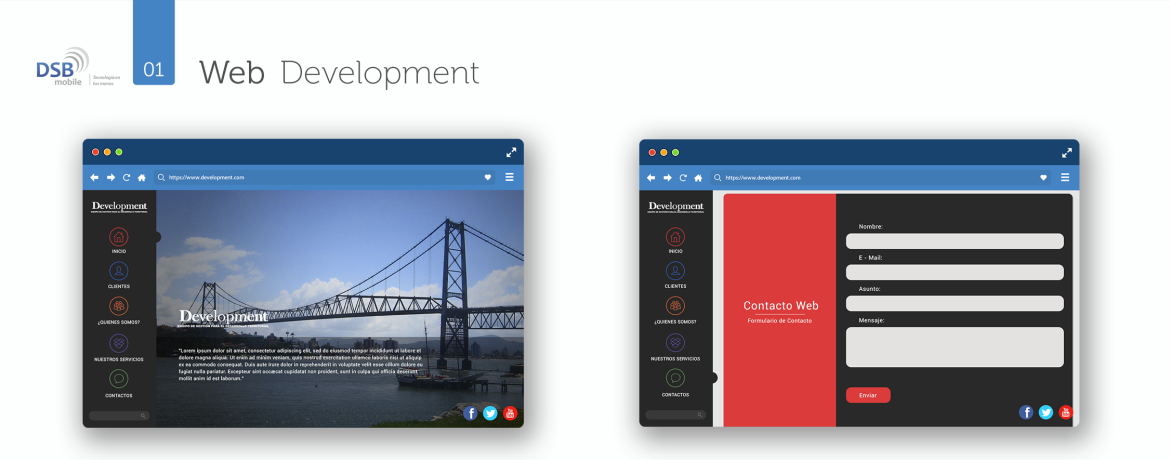 DSB
mobile
Tecnología en
tus manos
01
Web Development
https://www.development.com
Development
EQUIPO DE GESTION PARA EL DESARROLLO TERRITORIAL
INICIO
CLIENTES
¿QUIENES SOMOS?
NUESTROS SERVICIOS
CONTACTOS
Development
EQUIPO DE GESTIÓN PARA EL DESARROLLO TERRITORIAL
"Lorem ipsum dolor sit amet, consectetur adipiscing elit, sed do eiusmod tempor incididunt ut labore et
dolore magna aliqua. Ut enim ad minim veniam, quis nostrud exercitation ullamco laboris nisi ut aliquip
ex ea commodo consequat. Duis aute irure dolor in reprehenderit in voluptate velit esse cillum dolore eu
fugiat nulla pariatur. Excepteur sint occaecat cupidatat non proident, sunt in culpa qui officia deserunt
mollit anim id est laborum."
https://www.development.com
Development
EQUIPO DE GESTION PARA EL DESARROLLO TERRITORIAL
INICIO
CLIENTES
¿QUIENES SOMOS?
NUESTROS SERVICIOS
CONTACTOS
Contacto Web
Formulario de Contacto
Nombre:
E - Mail:
Asunto:
Mensaje:
Enviar